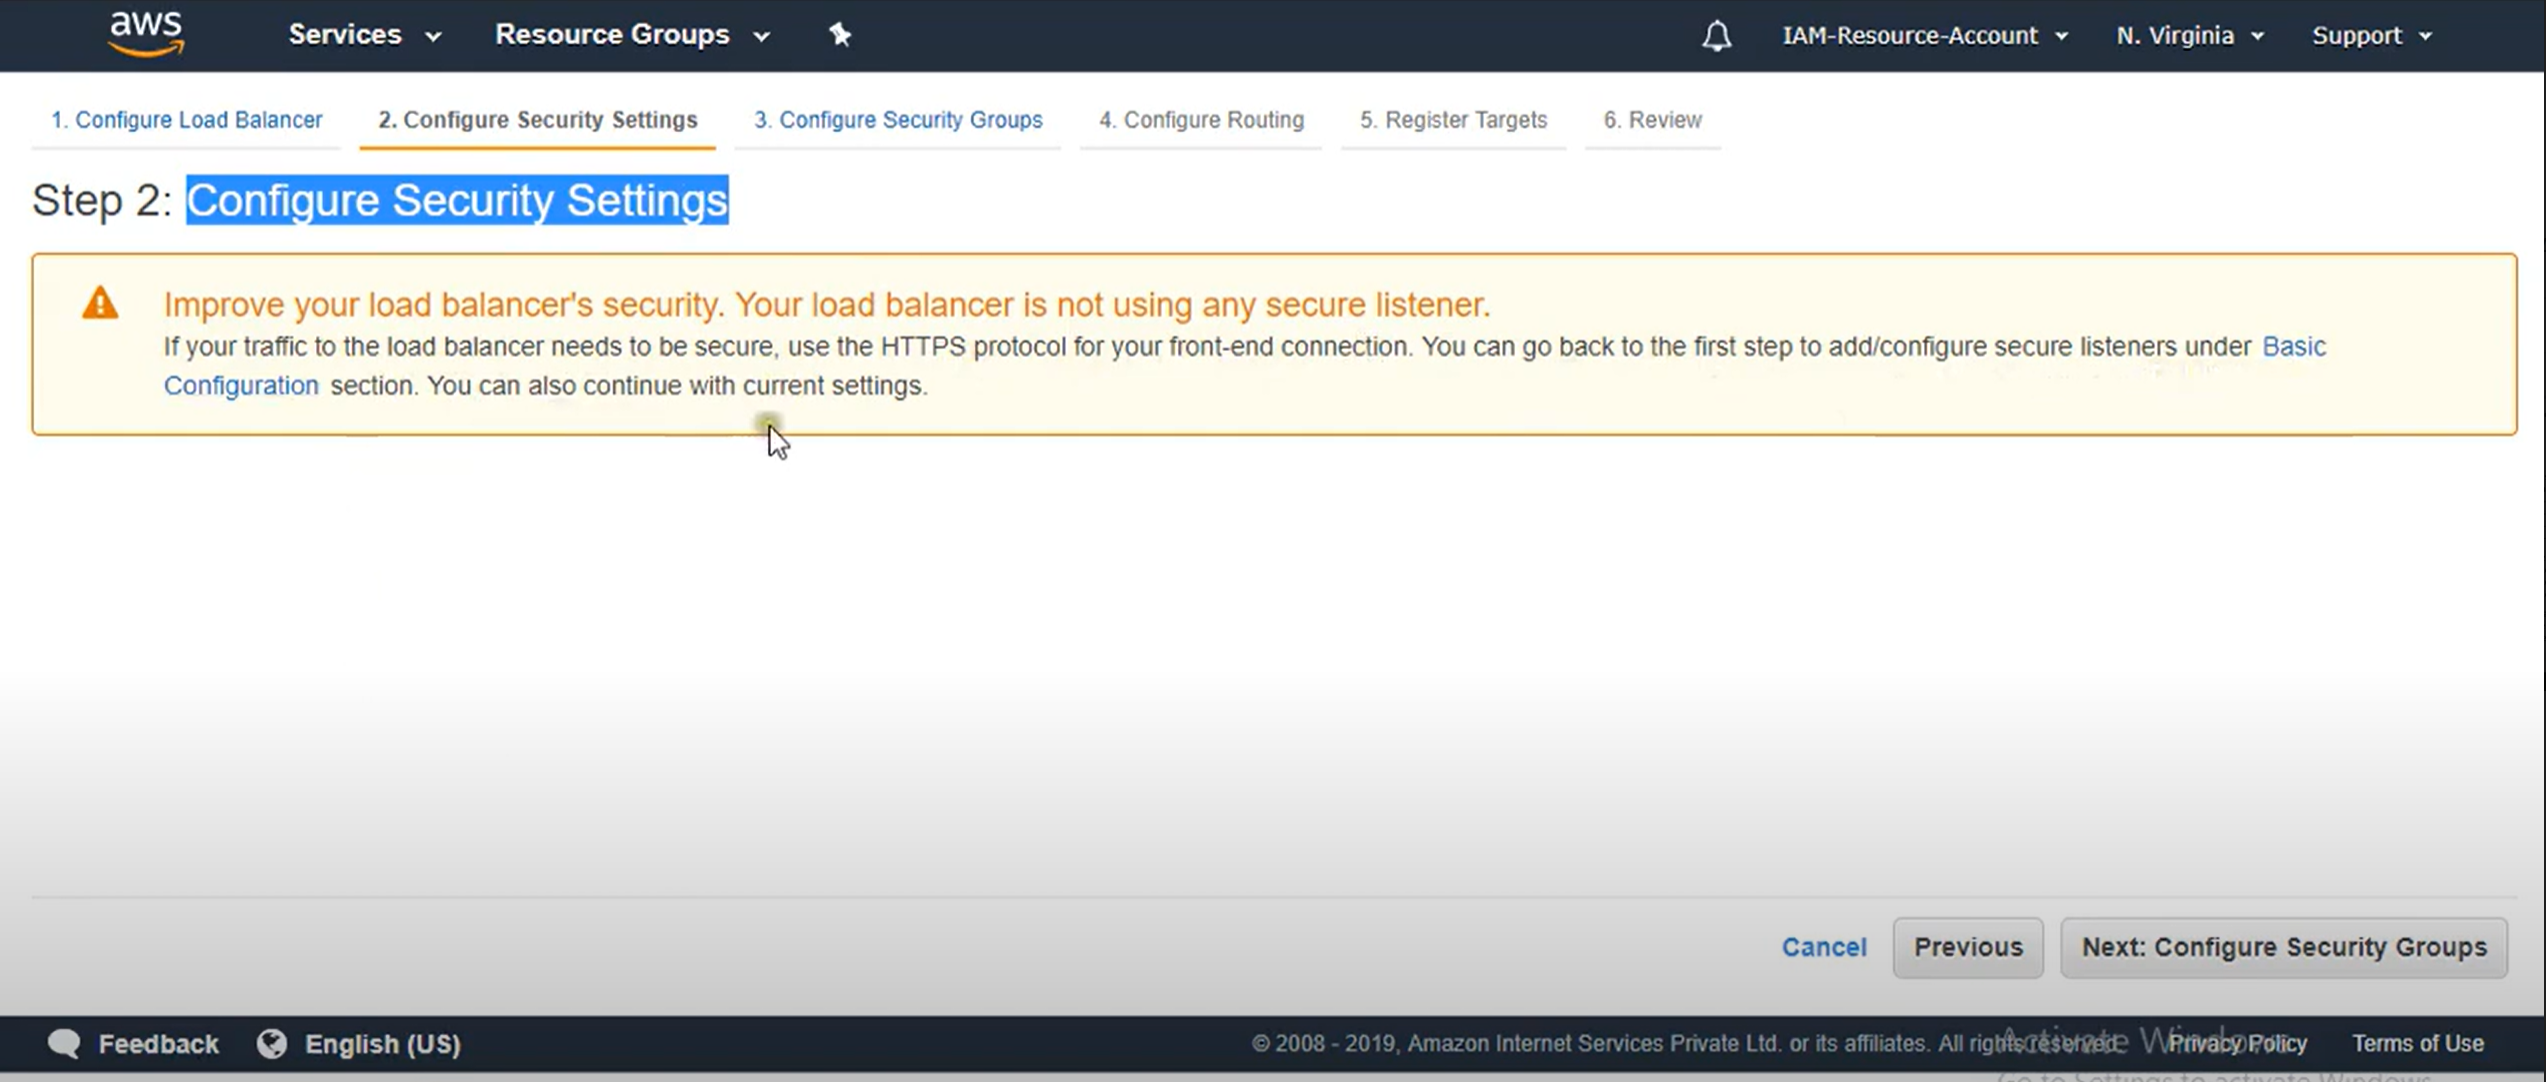 aws Services Resource Groups IAM-Resource-Account N. Virginia Support
1. Configure Load Balancer 2. Configure Security Settings 3. Configure Security Groups 4. Configure Routing 5. Register Targets 6. Review
Step 2: Configure Security Settings
Improve your load balancer's security. Your load balancer is not using any secure listener.
If your traffic to the load balancer needs to be secure, use the HTTPS protocol for your front-end connection. You can go back to the first step to add/configure secure listeners under Basic
Configuration section. You can also continue with current settings.
Cancel Previous Next: Configure Security Groups
Feedback English (US) © 2008 - 2019, Amazon Internet Services Private Ltd. or its affiliates. All rights reserved. Privacy Policy Terms of Use
Activate Windows
Go to Settings to activate Windows.